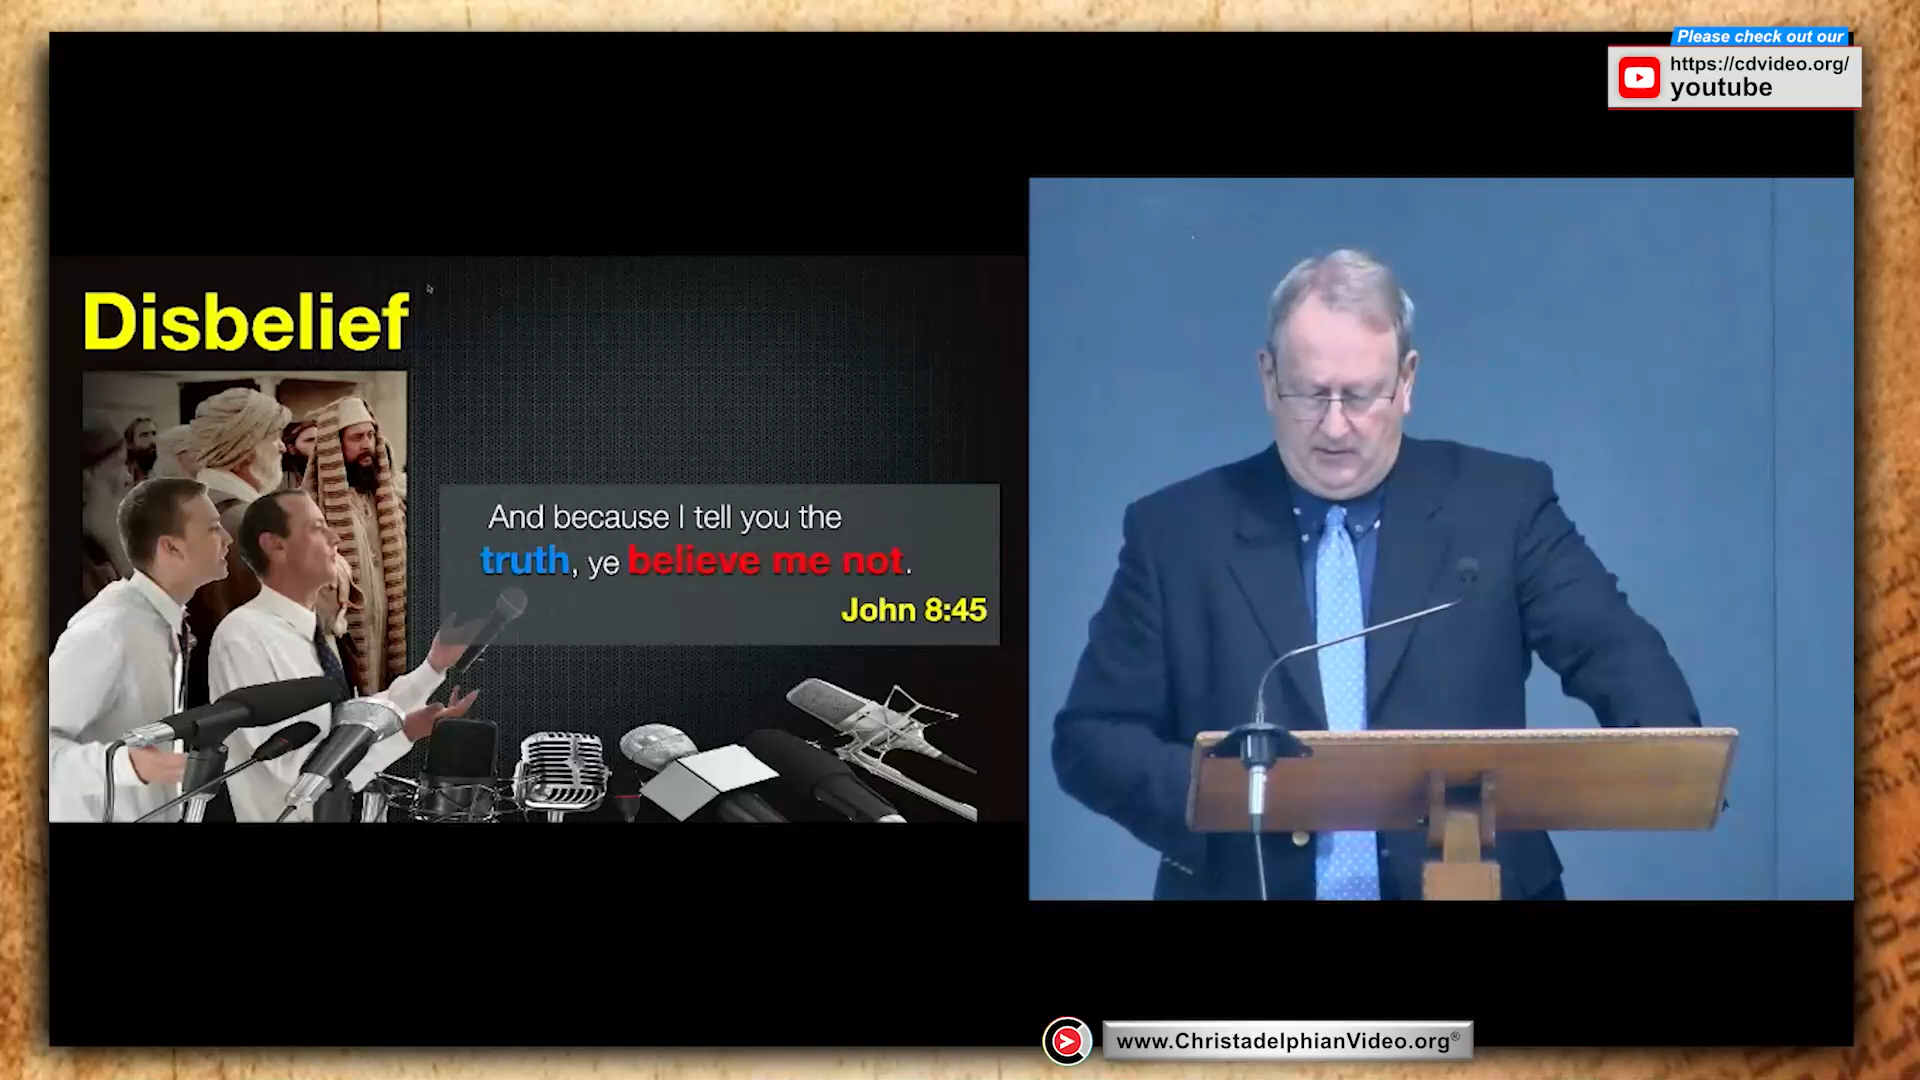 Please check out our
https://cdvideo.org/
youtube
Disbelief
And because I tell you the
truth, ye believe me not.
John 8:45
www.ChristadelphianVideo.org®